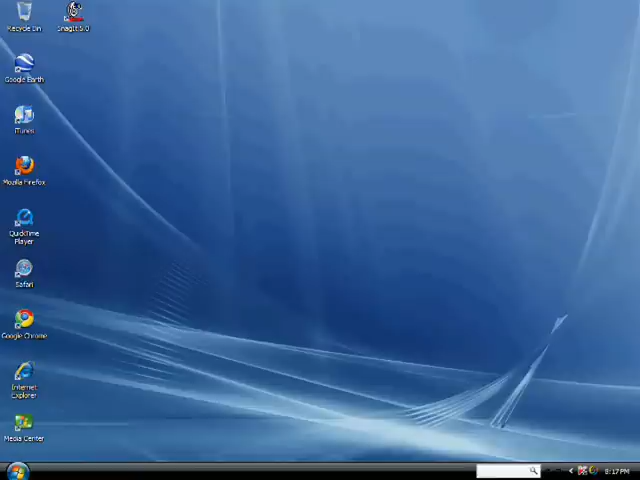 Recycle Bin
SnagIt 5.0
Google Earth
iTunes
Mozilla Firefox
QuickTime
Player
Safari
Google Chrome
Internet
Explorer
Media Center
8:17 PM